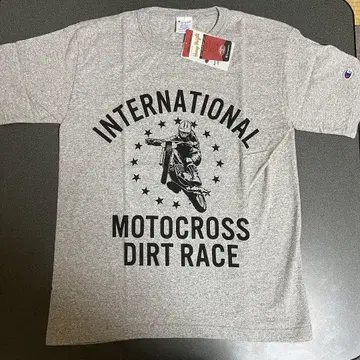 INTERNATIONAL
MOTOCROSS
DIRT RACE